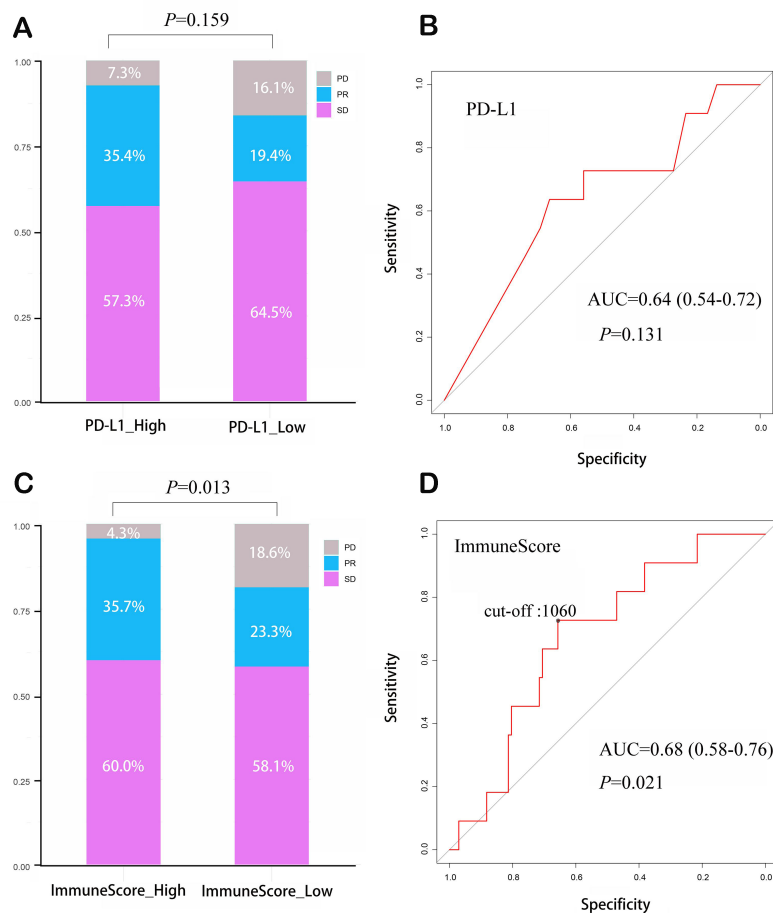 A
P=0.159
1.00
0.75
0.50
0.25
0.00
7.3%
35.4%
57.3%
16.1%
19.4%
64.5%
PD
PR
SD
PD-L1_High
PD-L1_Low
B
PD-L1
Sensitivity
1.0
0.8
0.6
0.4
0.2
0.0
AUC=0.64 (0.54-0.72)
P=0.131
1.0
0.8
0.6
0.4
0.2
0.0
Specificity
C
P=0.013
1.00
0.75
0.50
0.25
0.00
4.3%
35.7%
60.0%
18.6%
23.3%
58.1%
PD
PR
SD
ImmuneScore_High
ImmuneScore_Low
D
ImmuneScore
cut-off :1060
Sensitivity
1.0
0.8
0.6
0.4
0.2
0.0
AUC=0.68 (0.58-0.76)
P=0.021
1.0
0.8
0.6
0.4
0.2
0.0
Specificity